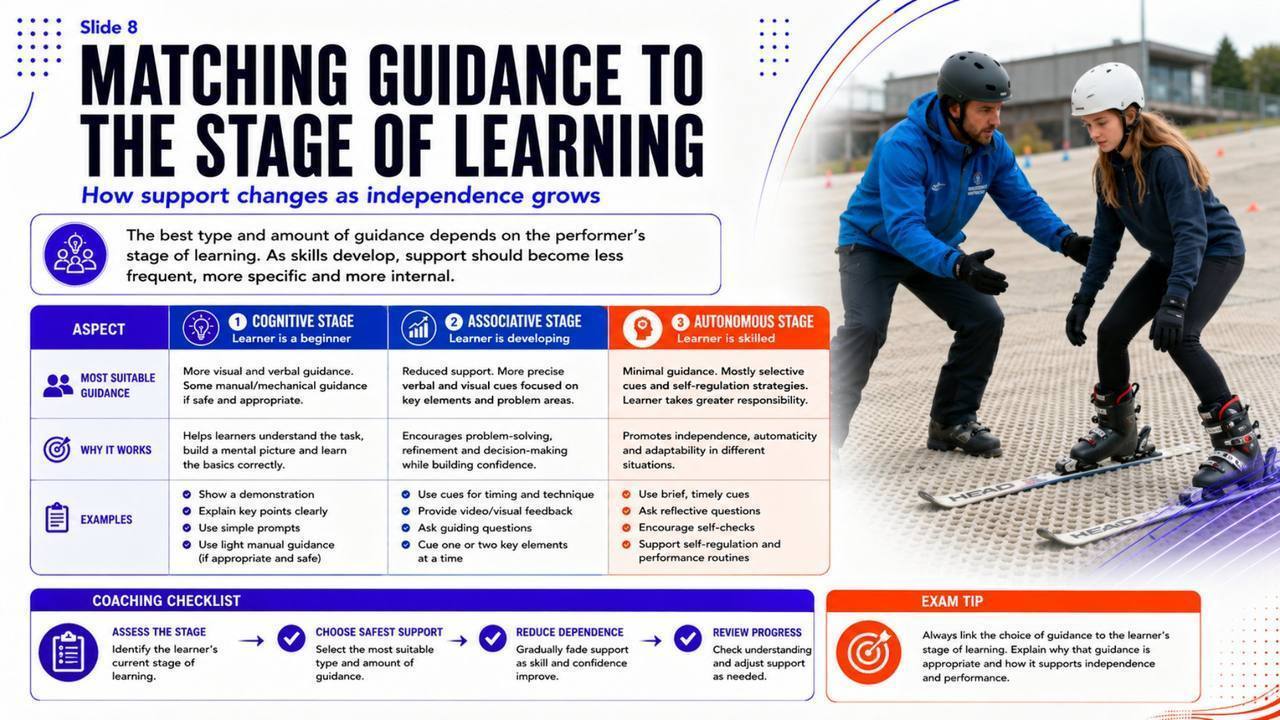 Slide 8
MATCHING GUIDANCE TO
THE STAGE OF LEARNING
How support changes as independence grows
The best type and amount of guidance depends on the performer's
stage of learning. As skills develop, support should become less
frequent, more specific and more internal.
ASPECT
1 COGNITIVE STAGE
Learner is a beginner
2 ASSOCIATIVE STAGE
Learner is developing
3 AUTONOMOUS STAGE
Learner is skilled
MOST SUITABLE
GUIDANCE
More visual and verbal guidance.
Some manual/mechanical guidance
if safe and appropriate.
Reduced support. More precise
verbal and visual cues focused on
key elements and problem areas.
Minimal guidance. Mostly selective
cues and self-regulation strategies.
Learner takes greater responsibility.
WHY IT WORKS
Helps learners understand the task,
build a mental picture and learn
the basics correctly.
Encourages problem-solving,
refinement and decision-making
while building confidence.
Promotes independence, automaticity
and adaptability in different
situations.
EXAMPLES
Show a demonstration
Explain key points clearly
Use simple prompts
Use light manual guidance
(if appropriate and safe)
Use cues for timing and technique
Provide video/visual feedback
Ask guiding questions
Cue one or two key elements
at a time
Use brief, timely cues
Ask reflective questions
Encourage self-checks
Support self-regulation and
performance routines
COACHING CHECKLIST
ASSESS THE STAGE
Identify the learner's
current stage of
learning.
CHOOSE SAFEST SUPPORT
Select the most suitable
type and amount of
guidance.
REDUCE DEPENDENCE
Gradually fade support
as skill and confidence
improve.
REVIEW PROGRESS
Check understanding
and adjust support
as needed.
EXAM TIP
Always link the choice of guidance to the learner's
stage of learning. Explain why that guidance is
appropriate and how it supports independence
and performance.
HEAD
HEAD